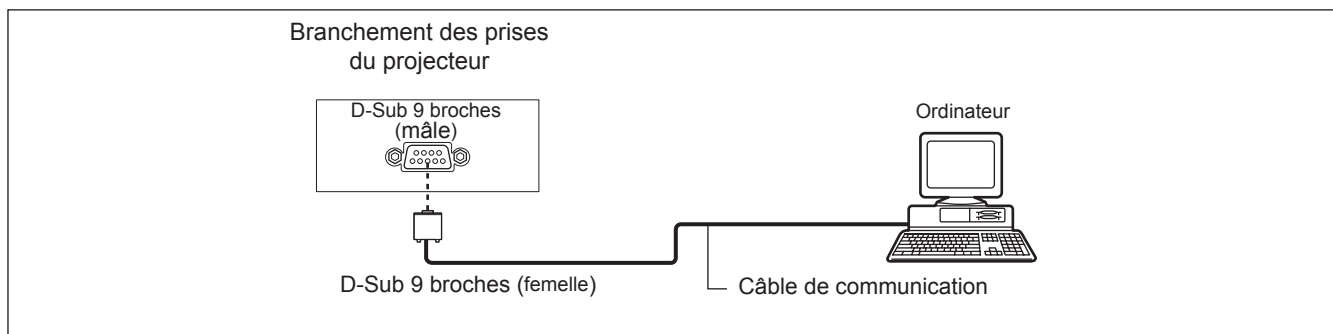 Branchement des prises
du projecteur
D-Sub 9 broches
(mâle)
Ordinateur
D-Sub 9 broches (femelle)
Câble de communication